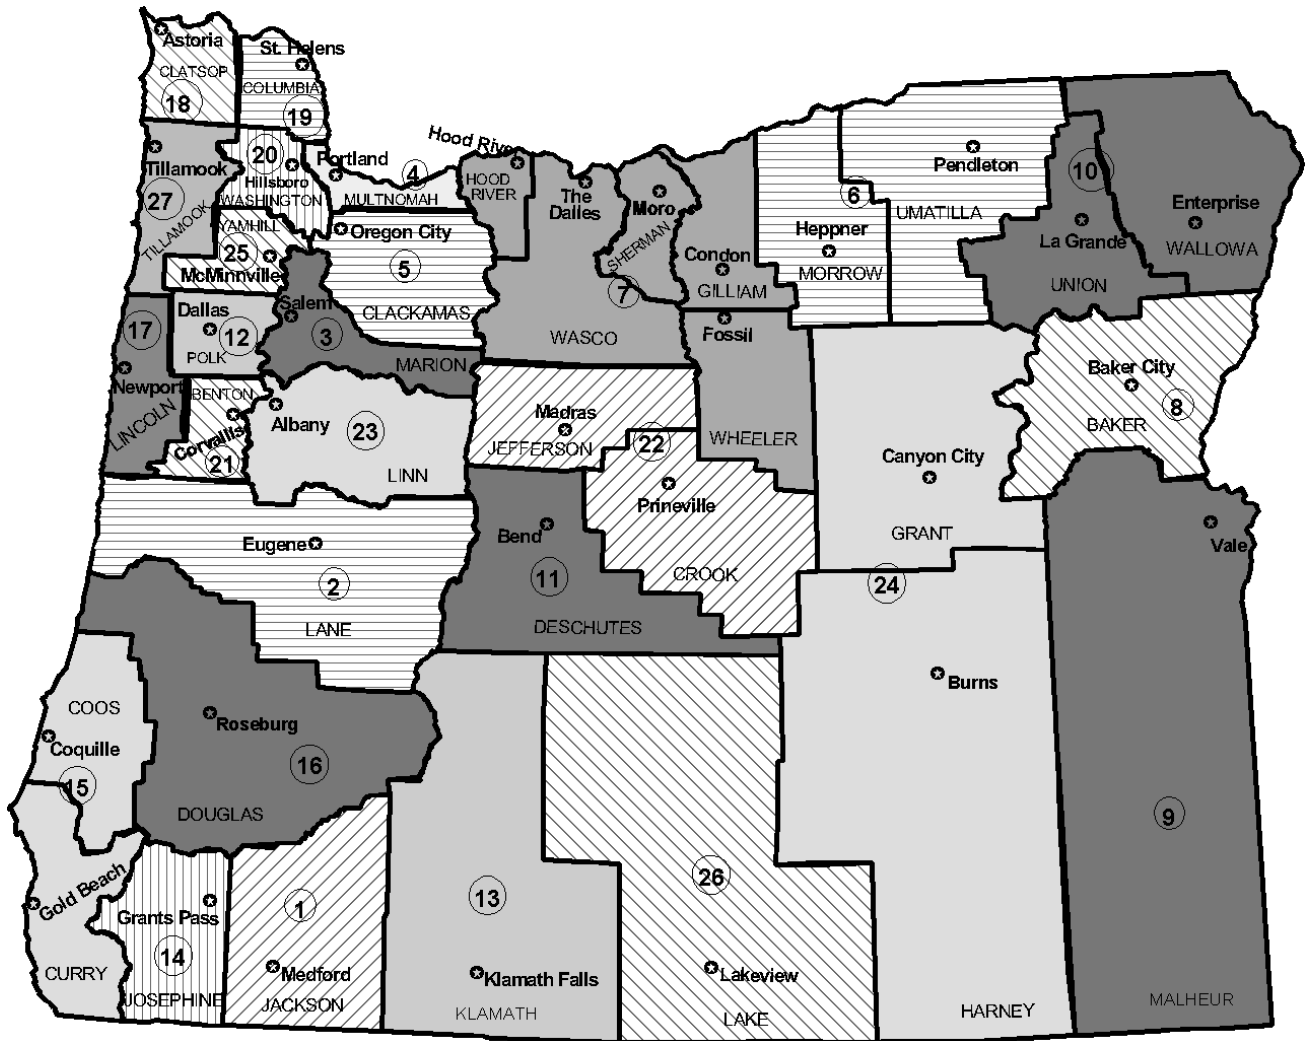 Astoria
CLATSOP
18
St. Helens
COLUMBIA
19
Tillamook
27
TILLAMOOK
20
Hillsboro
WASHINGTON
Portland
4
MULTNOMAH
Hood River
HOOD
RIVER
The
Dalles
Moro
SHERMAN
7
WASCO
Condon
GILLIAM
6
Heppner
MORROW
Pendleton
UMATILLA
10
La Grande
UNION
Enterprise
WALLOWA
YAMHILL
25
McMinnville
Oregon City
5
CLACKAMAS
17
Newport
LINCOLN
Dallas
12
POLK
Salem
3
MARION
Fossil
WHEELER
BENTON
Corvallis
21
Albany
23
LINN
Madras
JEFFERSON
22
Prineville
CROOK
Canyon City
GRANT
24
Baker City
8
BAKER
Vale
Eugene
2
LANE
Bend
11
DESCHUTES
COOS
Coquille
15
Roseburg
16
DOUGLAS
Burns
HARNEY
9
MALHEUR
Gold Beach
CURRY
Grants Pass
14
JOSEPHINE
1
Medford
JACKSON
13
Klamath Falls
KLAMATH
26
Lakeview
LAKE